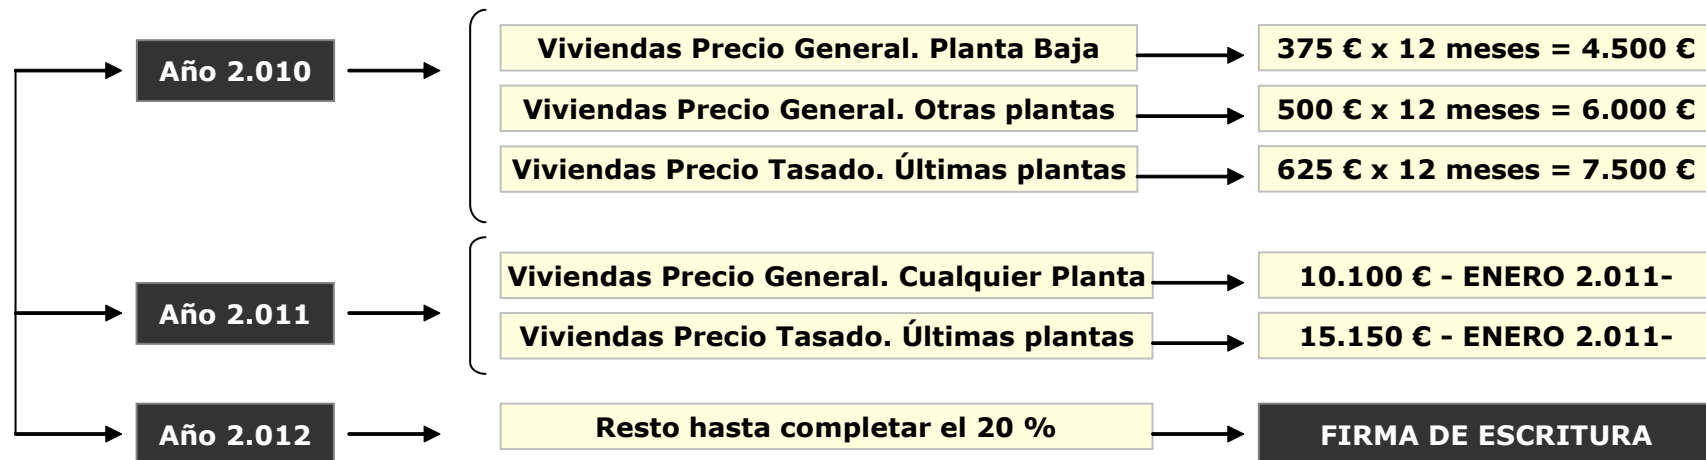 Año 2.010
Viviendas Precio General. Planta Baja
375 € x 12 meses = 4.500 €
Viviendas Precio General. Otras plantas
500 € x 12 meses = 6.000 €
Viviendas Precio Tasado. Últimas plantas
625 € x 12 meses = 7.500 €
Año 2.011
Viviendas Precio General. Cualquier Planta
10.100 € - ENERO 2.011-
Viviendas Precio Tasado. Últimas plantas
15.150 € - ENERO 2.011-
Año 2.012
Resto hasta completar el 20 %
FIRMA DE ESCRITURA